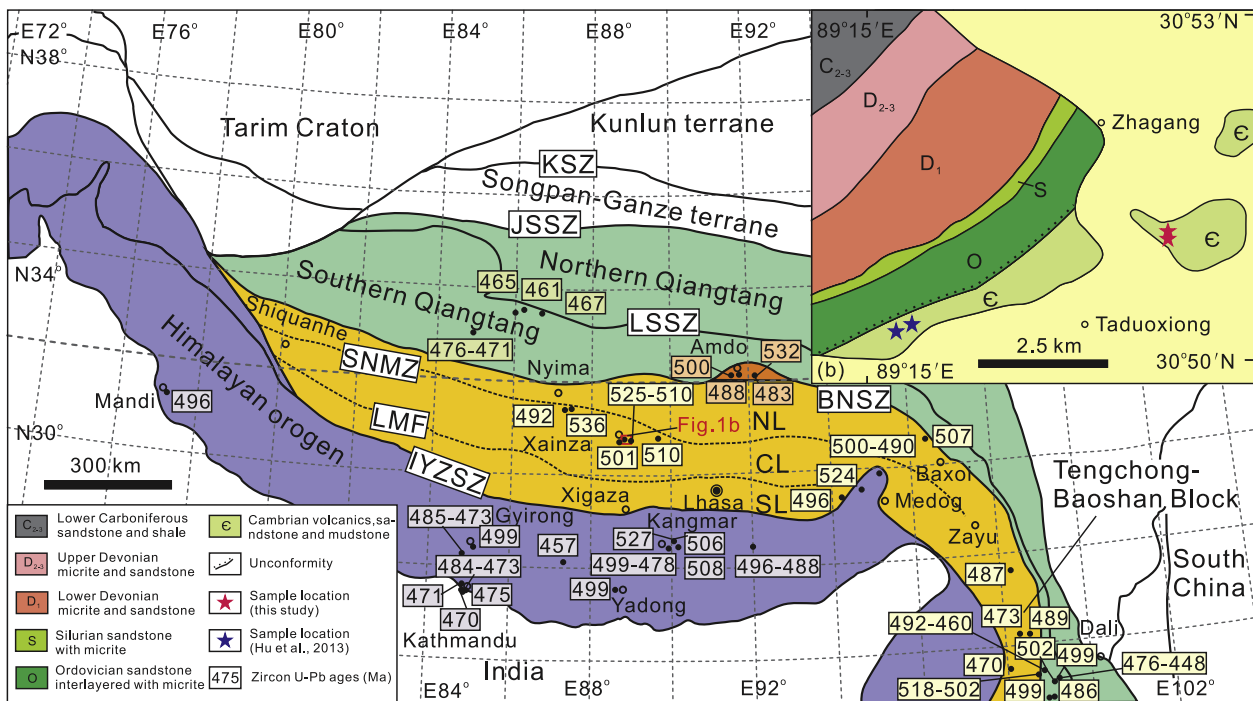 E72°
E76°
E80°
E84°
E88°
E92°
N38°
N34°
N30°
Tarim Craton
Kunlun terrane
KSZ
Songpan-Ganze terrane
JSSZ
Northern Qiangtang
Southern Qiangtang
465
461
467
LSSZ
476-471
Shiquanhe
SNMZ
Nyima
Amdo
500
532
488
483
BNSZ
Himalayan orogen
Mandi
496
LMF
IYZSZ
492
536
525-510
Fig.1b
NL
Xainza
501
510
CL
500-490
507
Baxoi
524
496
SL
Medog
Xigaza
Lhasa
Zayu
Tengchong-
Baoshan Block
South
China
300 km
485-473
Gyirong
499
457
Kangmar
527
506
499-478
508
496-488
484-473
471
475
470
499
Yadong
Kathmandu
India
487
473
489
492-460
502
499
Dali
470
476-448
518-502
499
486
E84°
E88°
E92°
E102°
89°15′E
30°53′N
C2-3
D2-3
D1
S
O
Є
Є
Є
Zhagang
Taduoxiong
2.5 km
30°50′N
(b)
89°15′E
C2-3 Lower Carboniferous
sandstone and shale
D2-3 Upper Devonian
micrite and sandstone
D1 Lower Devonian
micrite and sandstone
S Silurian sandstone
with micrite
O Ordovician sandstone
interlayered with micrite
Є Cambrian volcanics,sa-
ndstone and mudstone
Unconformity
Sample location
(this study)
Sample location
(Hu et al., 2013)
475 Zircon U-Pb ages (Ma)